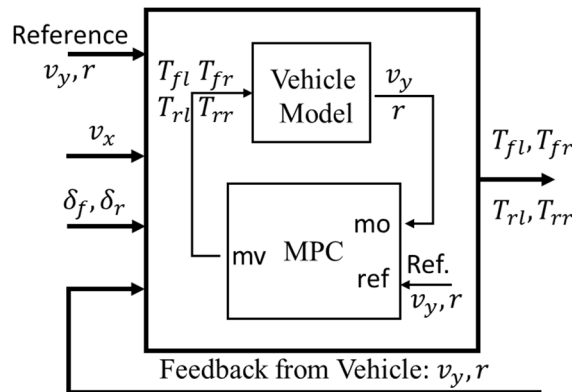 Reference
v_y, r
v_x
δ_f, δ_r
T_fl T_fr
T_rl T_rr
Vehicle
Model
v_y
r
mo
MPC
mv
ref
Ref.
v_y, r
T_fl, T_fr
T_rl, T_rr
Feedback from Vehicle: v_y, r